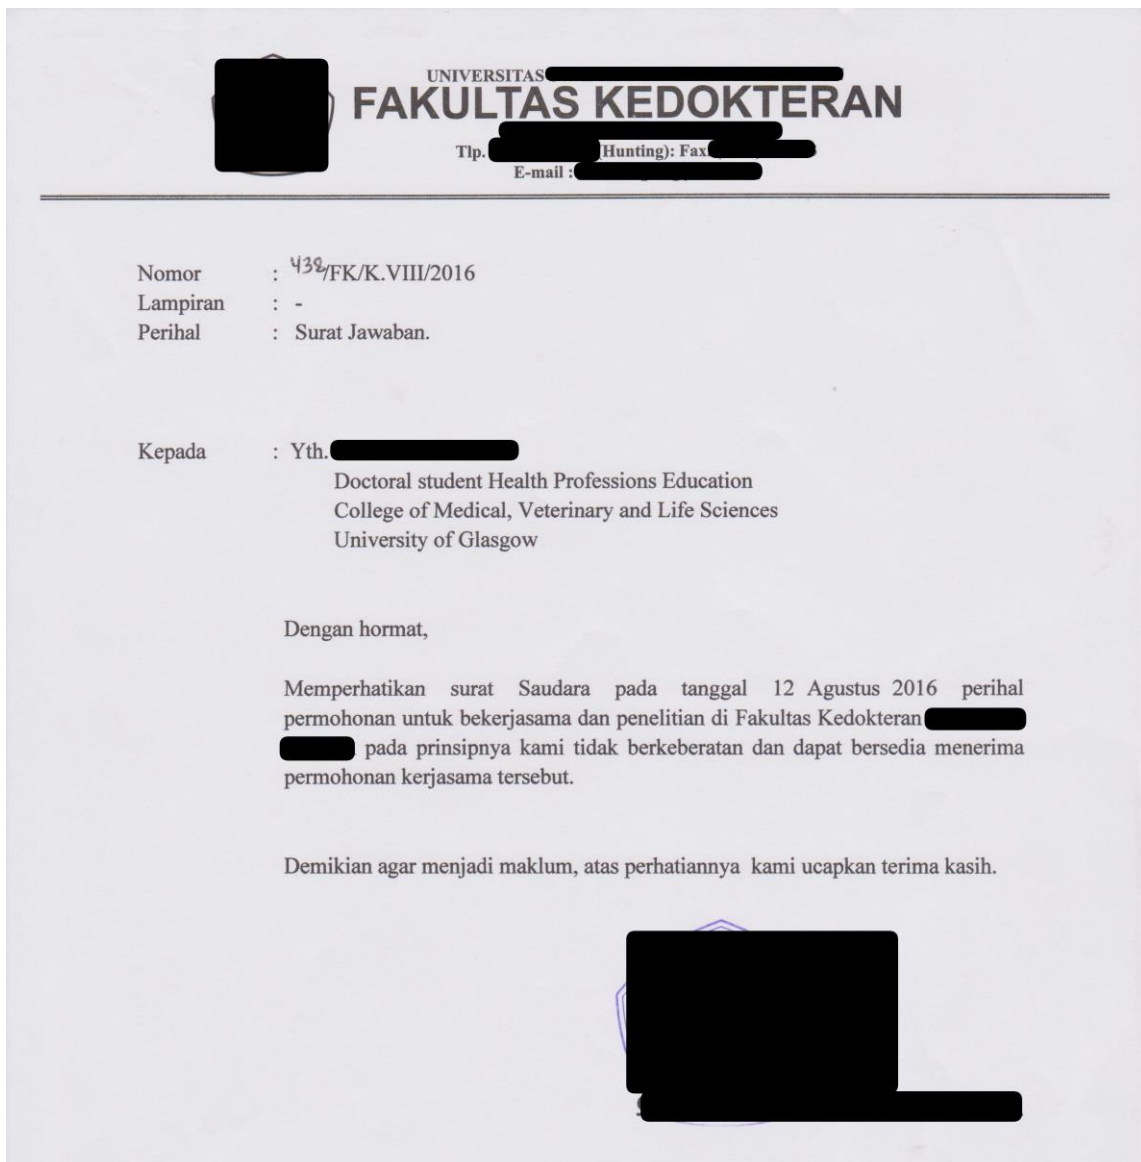 UNIVERSITAS
FAKULTAS KEDOKTERAN
Tlp. (Hunting): Fax
E-mail :
Nomor : 438/FK/K.VIII/2016
Lampiran : -
Perihal : Surat Jawaban.
Kepada : Yth.
Doctoral student Health Professions Education
College of Medical, Veterinary and Life Sciences
University of Glasgow
Dengan hormat,
Memperhatikan surat Saudara pada tanggal 12 Agustus 2016 perihal
permohonan untuk bekerjasama dan penelitian di Fakultas Kedokteran
pada prinsipnya kami tidak berkeberatan dan dapat bersedia menerima
permohonan kerjasama tersebut.
Demikian agar menjadi maklum, atas perhatiannya kami ucapkan terima kasih.